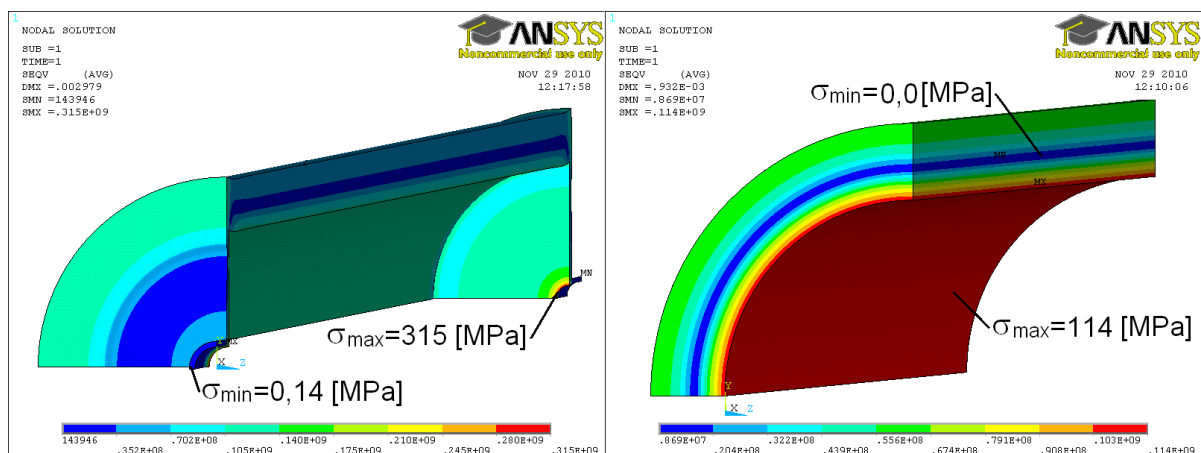 1
NODAL SOLUTION
SUB =1
TIME=1
SEQV (AVG)
DMX =.002979
SMN =143946
SMX =.315E+09
ANSYS
Noncommercial use only
NOV 29 2010
12:17:58
MN
σmax=315 [MPa]
Y MX
X Z
σmin=0,14 [MPa]
143946 .702E+08 .140E+09 .210E+09 .280E+09
.352E+08 .105E+09 .175E+09 .245E+09 .315E+09
1
NODAL SOLUTION
SUB =1
TIME=1
SEQV (AVG)
DMX =.932E-03
SMN =.869E+07
SMX =.114E+09
ANSYS
Noncommercial use only
NOV 29 2010
12:10:06
σmin=0,0[MPa]
MN
MX
σmax=114 [MPa]
Y
X Z
.869E+07 .322E+08 .556E+08 .791E+08 .103E+09
.204E+08 .439E+08 .674E+08 .908E+08 .114E+09